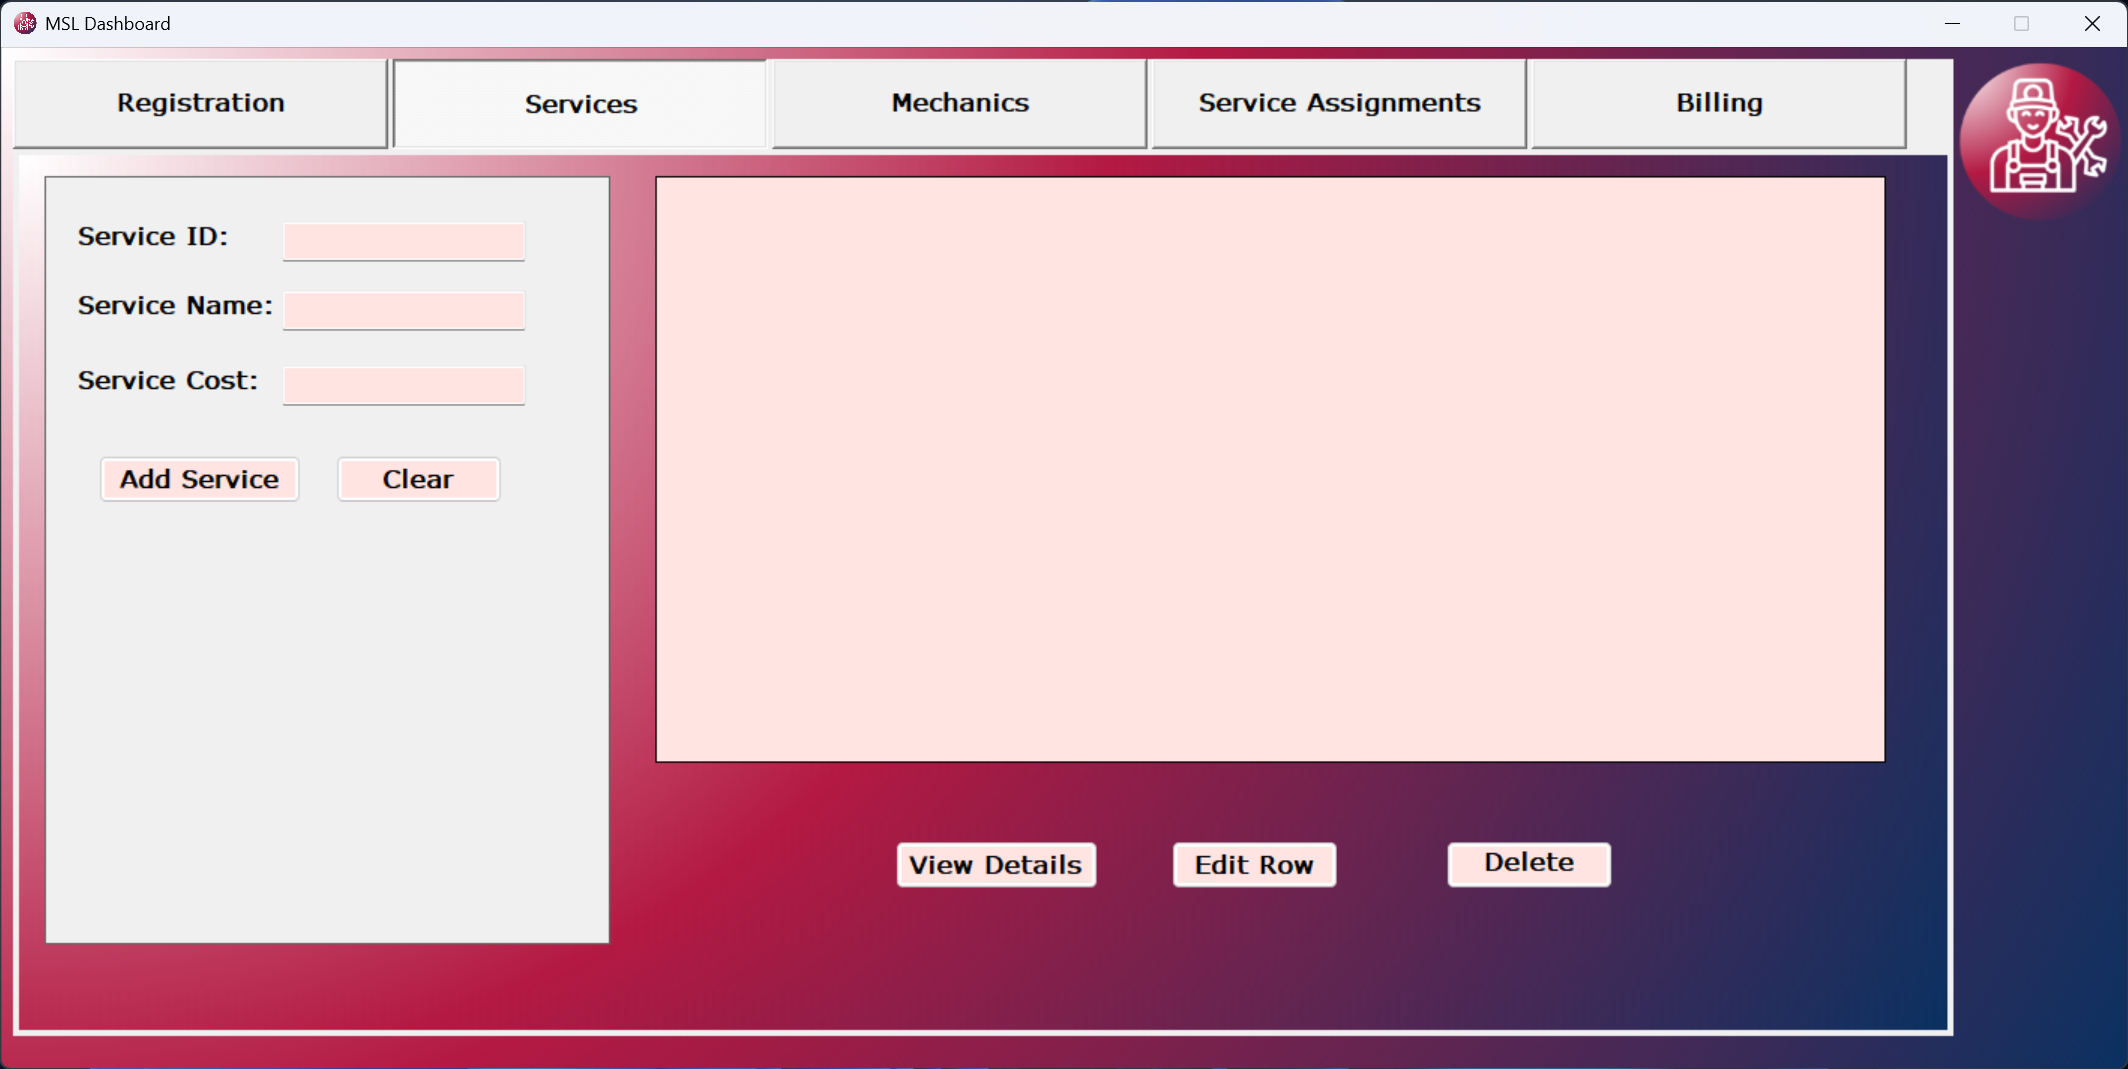 MSL Dashboard
Registration
Services
Mechanics
Service Assignments
Billing
Service ID:
Service Name:
Service Cost:
Add Service
Clear
View Details
Edit Row
Delete